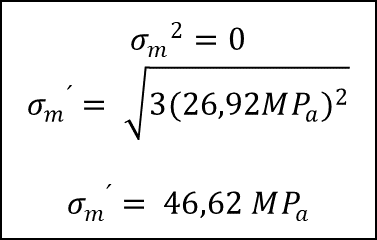 σₘ² = 0
σₘ′ = √3(26,92MPₐ)²
σₘ′ = 46,62 MPₐ